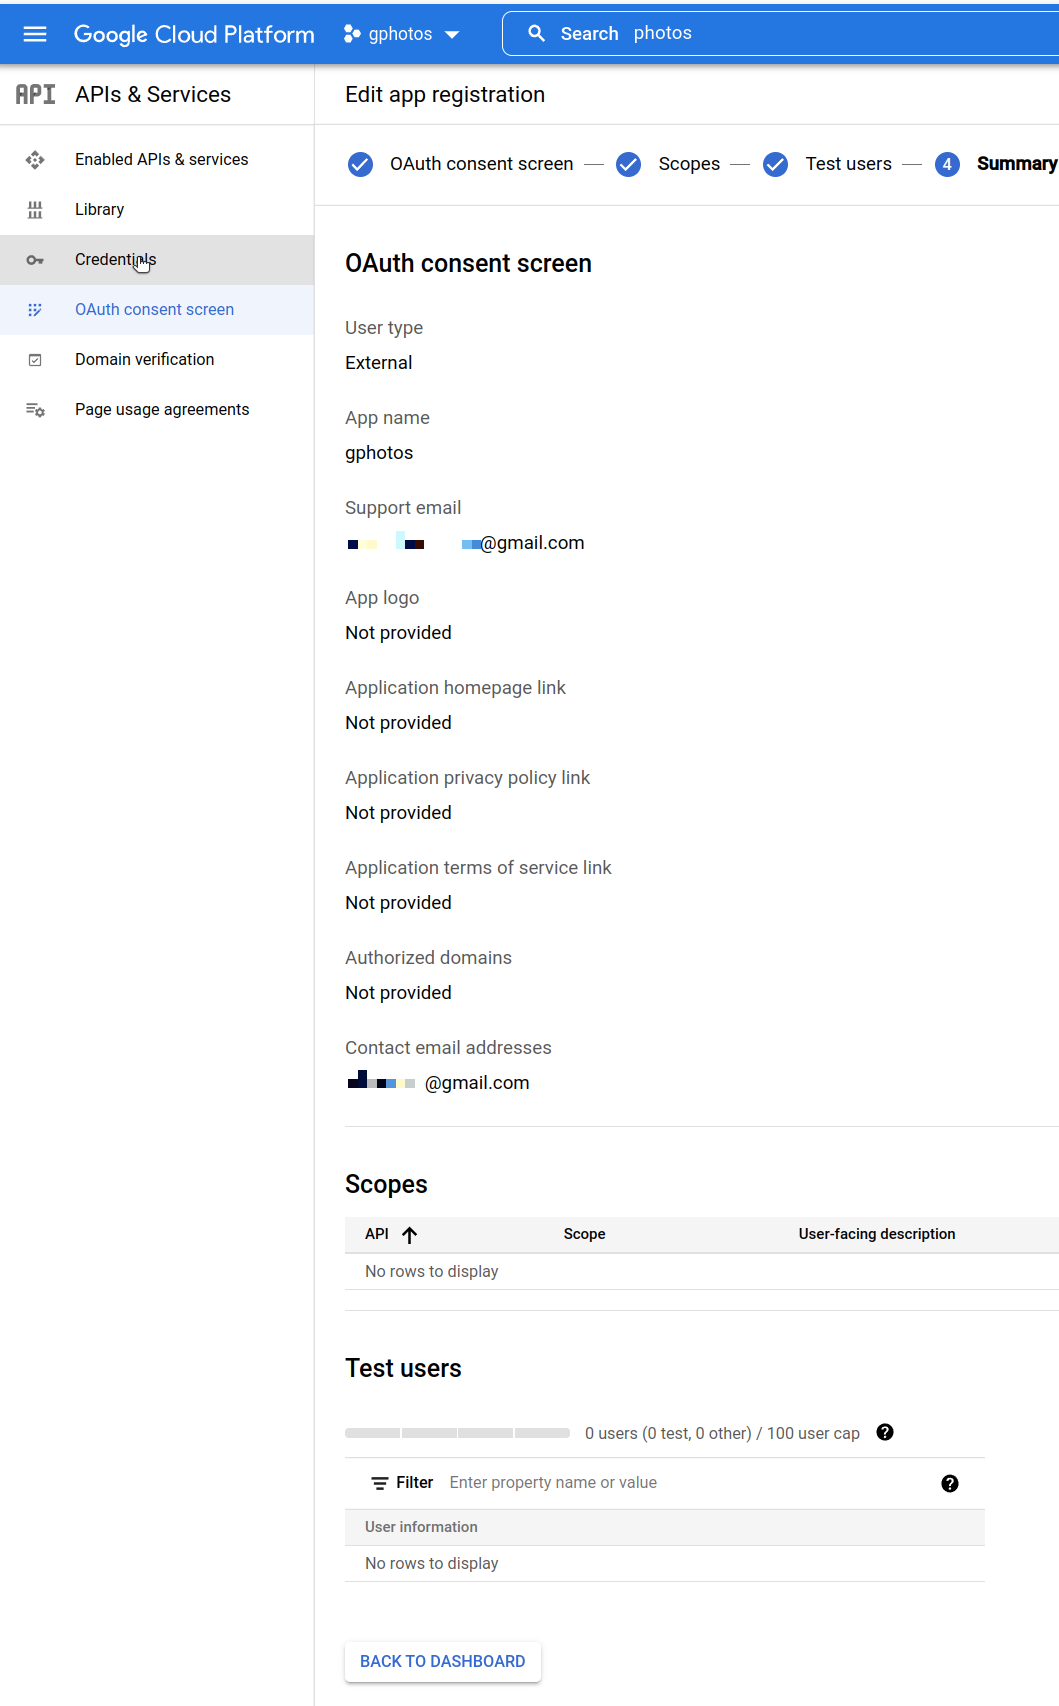 Google Cloud Platform gphotos Search photos
API APIs & Services
Enabled APIs & services
Library
Credentials
OAuth consent screen
Domain verification
Page usage agreements
Edit app registration
OAuth consent screen — Scopes — Test users — 4 Summary
OAuth consent screen
User type
External
App name
gphotos
Support email
@gmail.com
App logo
Not provided
Application homepage link
Not provided
Application privacy policy link
Not provided
Application terms of service link
Not provided
Authorized domains
Not provided
Contact email addresses
@gmail.com
Scopes
API Scope User-facing description
No rows to display
Test users
0 users (0 test, 0 other) / 100 user cap ?
Filter Enter property name or value ?
User information
No rows to display
BACK TO DASHBOARD